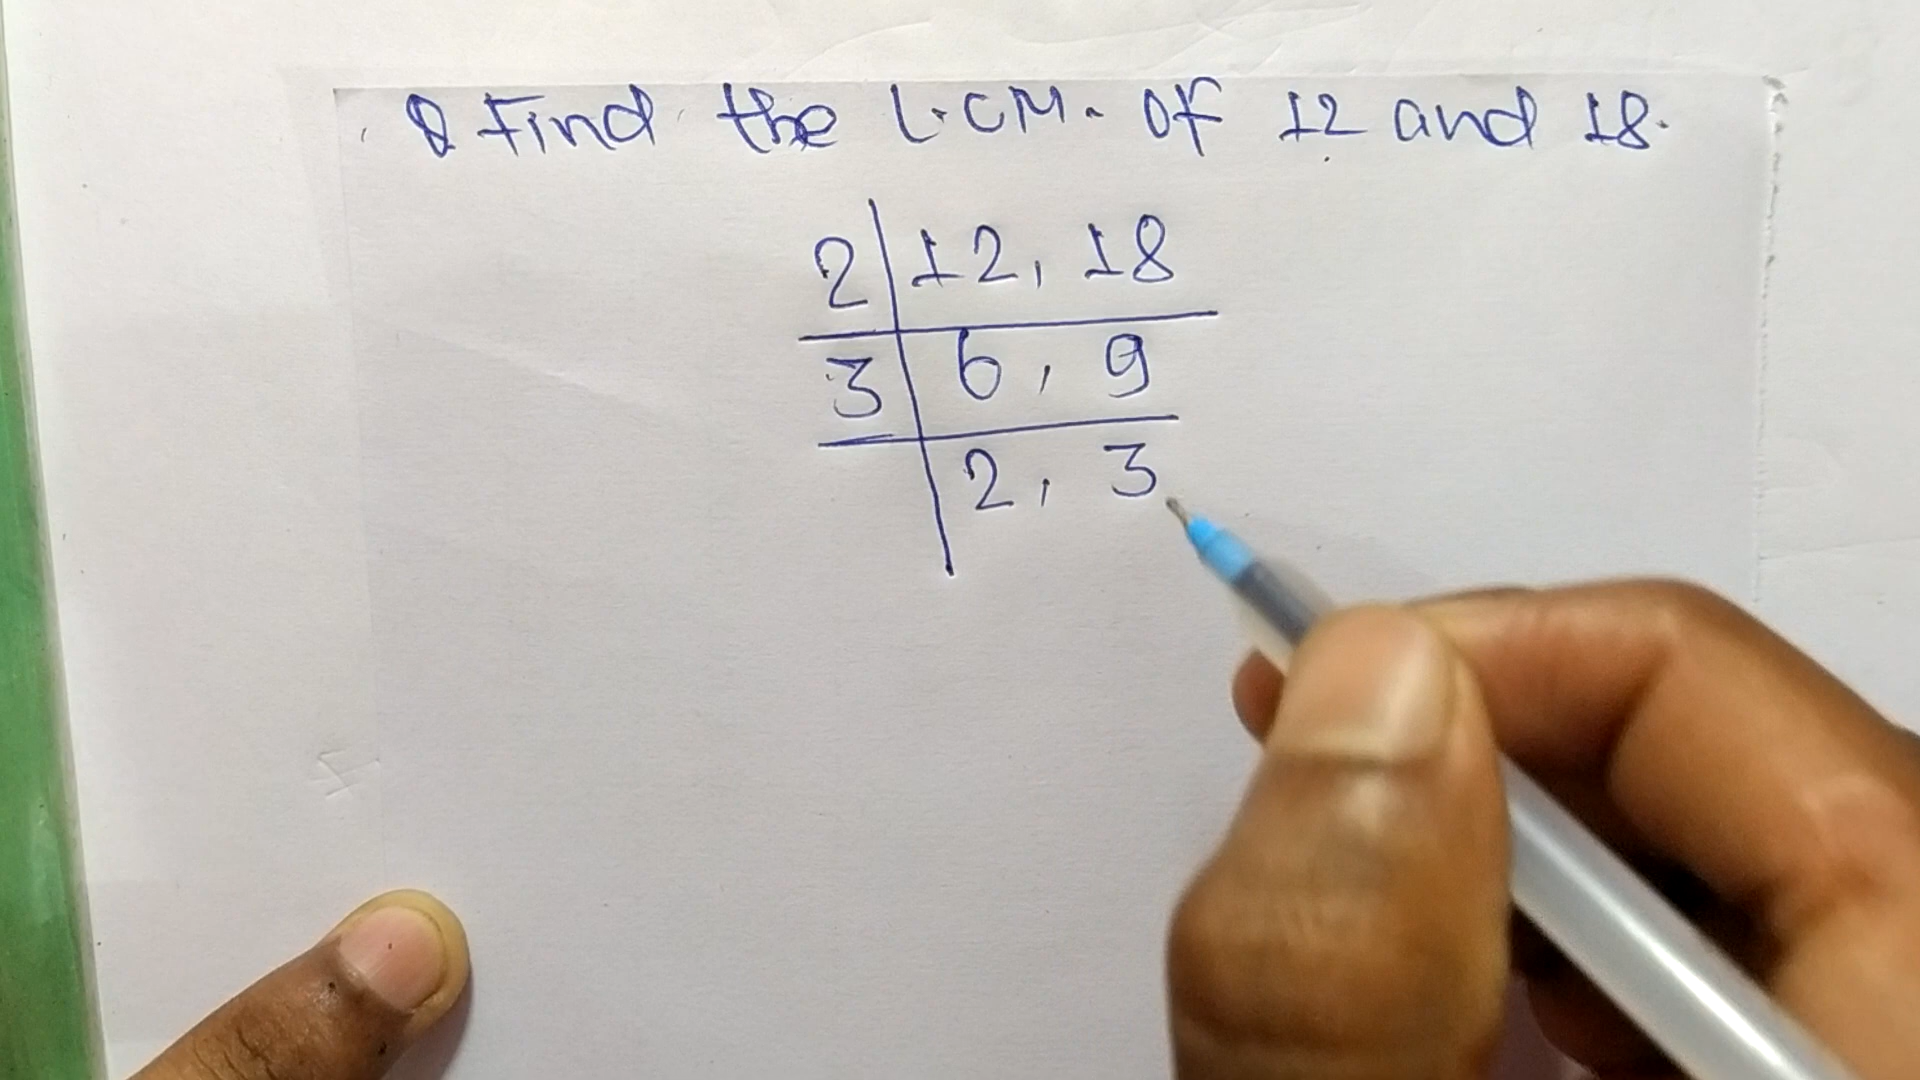 Q Find the L.C.M. Of 12 and 18.
2 | 12, 18
3 | 6, 9
2, 3